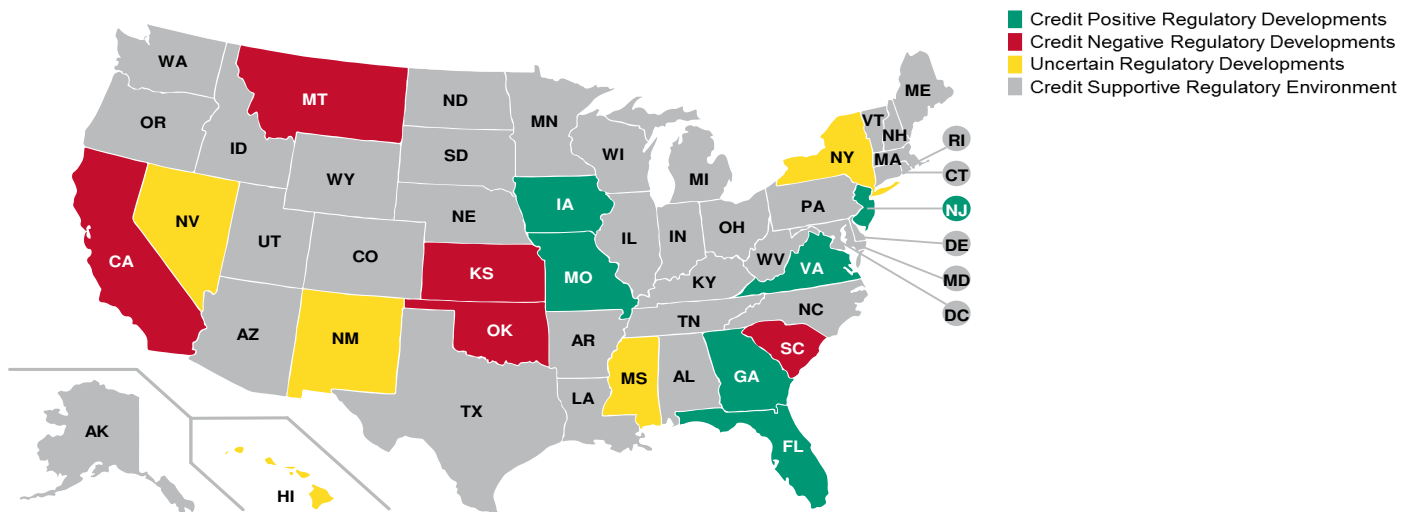 Credit Positive Regulatory Developments
Credit Negative Regulatory Developments
Uncertain Regulatory Developments
Credit Supportive Regulatory Environment
WA
MT
ND
MN
ME
VT
NH
OR
ID
SD
WI
NY
MA
RI
CT
WY
MI
NV
NE
IA
PA
NJ
UT
CO
IL
IN
OH
DE
CA
KS
MO
WV
VA
MD
KY
NC
DC
AZ
NM
OK
AR
TN
SC
TX
LA
MS
AL
GA
AK
FL
HI